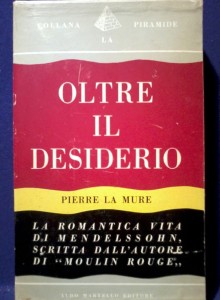 COLLANA PIRAMIDE
LA
OLTRE
IL
DESIDERIO
PIERRE LA MURE
LA ROMANTICA VITA
DI MENDELSSOHN,
SCRITTA DALL'AUTORE
DI "MOULIN ROUGE„
ALDO MARTELLO EDITORE